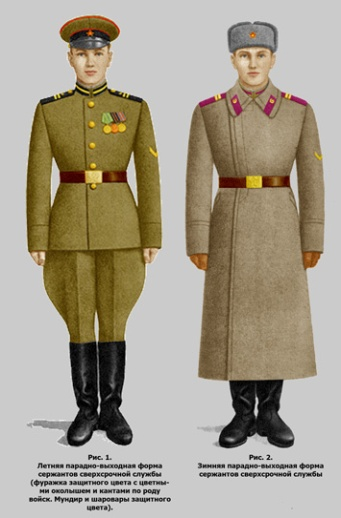 Рис. 1.
Летняя парадно-выходная форма
сержантов сверхсрочной службы
(фуражка защитного цвета с цветны-
ми околышем и кантами по роду
войск. Мундир и шаровары защитного
цвета).
Рис. 2.
Зимняя парадно-выходная форма
сержантов сверхсрочной службы